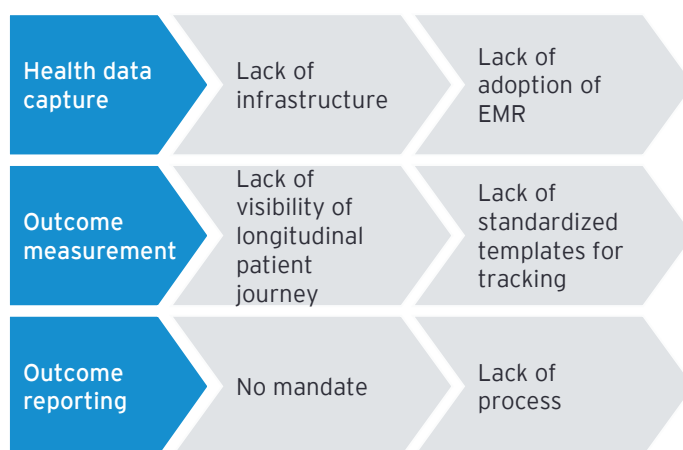 Health data
capture
Lack of
infrastructure
Lack of
adoption of
EMR
Outcome
measurement
Lack of
visibility of
longitudinal
patient
journey
Lack of
standardized
templates for
tracking
Outcome
reporting
No mandate
Lack of
process